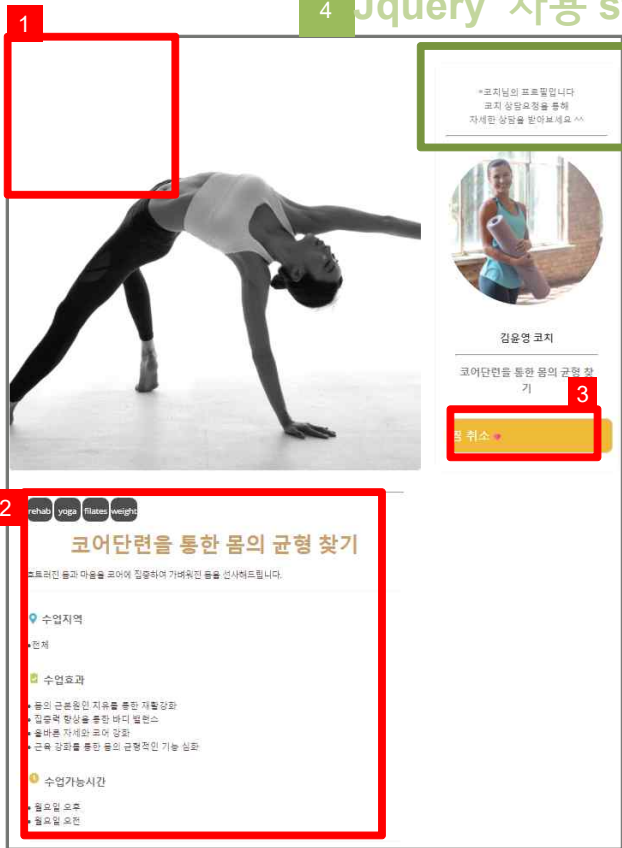 1
4 Jquery 사용 s
*코치님의 프로필입니다
코치 상담요청을 통해
자세한 상담을 받아보세요 ^^
김윤영 코치
코어단련을 통한 몸의 균형 찾
기
3
찜 취소
2
rehab yoga filates weight
코어단련을 통한 몸의 균형 찾기
흐트러진 몸과 마음을 코어에 집중하여 가벼워진 몸을 선사해드립니다.
수업지역
•전체
수업효과
• 몸의 근본원인 치유를 통한 재활강화
• 집중력 향상을 통한 바디 밸런스
• 올바른 자세와 코어 강화
• 근육 강화를 통한 몸의 균형적인 기능 심화
수업가능시간
• 월요일 오후
• 월요일 오전